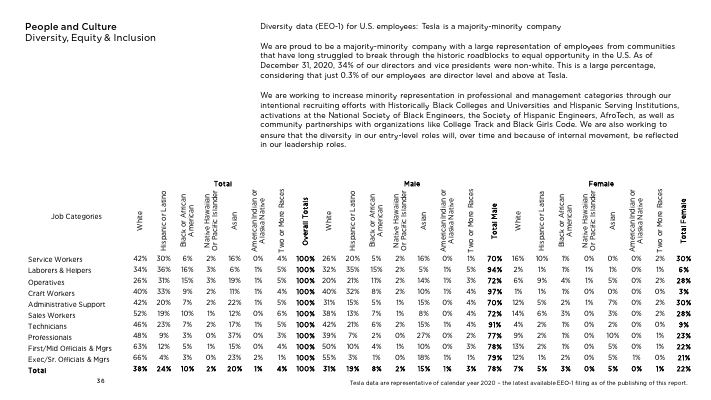 People and Culture
Diversity, Equity & Inclusion
Diversity data (EEO-1) for U.S. employees: Tesla is a majority-minority company
We are proud to be a majority-minority company with a large representation of employees from communities
that have long struggled to break through the historic roadblocks to equal opportunity in the U.S. As of
December 31, 2020, 34% of our directors and vice presidents were non-white. This is a large percentage,
considering that just 0.3% of our employees are director level and above at Tesla.
We are working to increase minority representation in professional and management categories through our
intentional recruiting efforts with Historically Black Colleges and Universities and Hispanic Serving Institutions,
activations at the National Society of Black Engineers, the Society of Hispanic Engineers, AfroTech, as well as
community partnerships with organizations like College Track and Black Girls Code. We are also working to
ensure that the diversity in our entry-level roles will, over time and because of internal movement, be reflected
in our leadership roles.
Total Male Female
Job Categories White Hispanic or Latino Black or African American Native Hawaiian Or Pacific Islander Asian American Indian or Alaska Native Two or More Races Overall Totals White Hispanic or Latino Black or African American Native Hawaiian Or Pacific Islander Asian American Indian or Alaska Native Two or More Races Total Male White Hispanic or Latino Black or African American Native Hawaiian Or Pacific Islander Asian American Indian or Alaska Native Two or More Races Total Female
Service Workers 42% 30% 6% 2% 16% 0% 4% 100% 26% 20% 5% 2% 16% 0% 3% 70% 16% 10% 1% 0% 0% 0% 2% 30%
Laborers & Helpers 34% 36% 16% 3% 6% 1% 5% 100% 32% 35% 15% 2% 5% 1% 5% 94% 2% 1% 1% 1% 1% 0% 1% 6%
Operatives 26% 31% 15% 3% 19% 1% 5% 100% 20% 21% 11% 2% 14% 1% 3% 72% 6% 9% 4% 1% 5% 0% 2% 28%
Craft Workers 40% 33% 9% 2% 11% 1% 4% 100% 40% 32% 8% 2% 10% 1% 4% 97% 1% 1% 0% 0% 1% 0% 0% 3%
Administrative Support 42% 20% 7% 2% 22% 1% 5% 100% 31% 15% 5% 1% 15% 0% 4% 70% 12% 5% 2% 1% 7% 0% 2% 30%
Sales Workers 52% 19% 10% 1% 12% 0% 6% 100% 38% 13% 7% 1% 8% 0% 4% 72% 14% 6% 3% 0% 3% 0% 2% 28%
Technicians 46% 23% 7% 2% 17% 1% 5% 100% 42% 21% 6% 2% 15% 1% 4% 91% 4% 2% 1% 0% 2% 0% 0% 9%
Professionals 48% 9% 3% 0% 37% 0% 3% 100% 39% 7% 2% 0% 27% 0% 2% 77% 9% 2% 1% 0% 10% 0% 1% 23%
First/Mid Officials & Mgrs 63% 12% 5% 1% 15% 0% 4% 100% 50% 10% 4% 1% 10% 0% 3% 78% 13% 2% 1% 0% 5% 0% 1% 22%
Exec/Sr. Officials & Mgrs 66% 4% 3% 0% 23% 2% 1% 100% 55% 3% 1% 0% 18% 0% 1% 79% 12% 1% 1% 0% 5% 1% 0% 21%
Total 38% 24% 10% 2% 20% 1% 4% 100% 31% 19% 8% 2% 15% 1% 3% 78% 7% 5% 3% 0% 5% 0% 1% 22%
36
Tesla data are representative of calendar year 2020 – the latest available EEO-1 filing as of the publishing of this report.